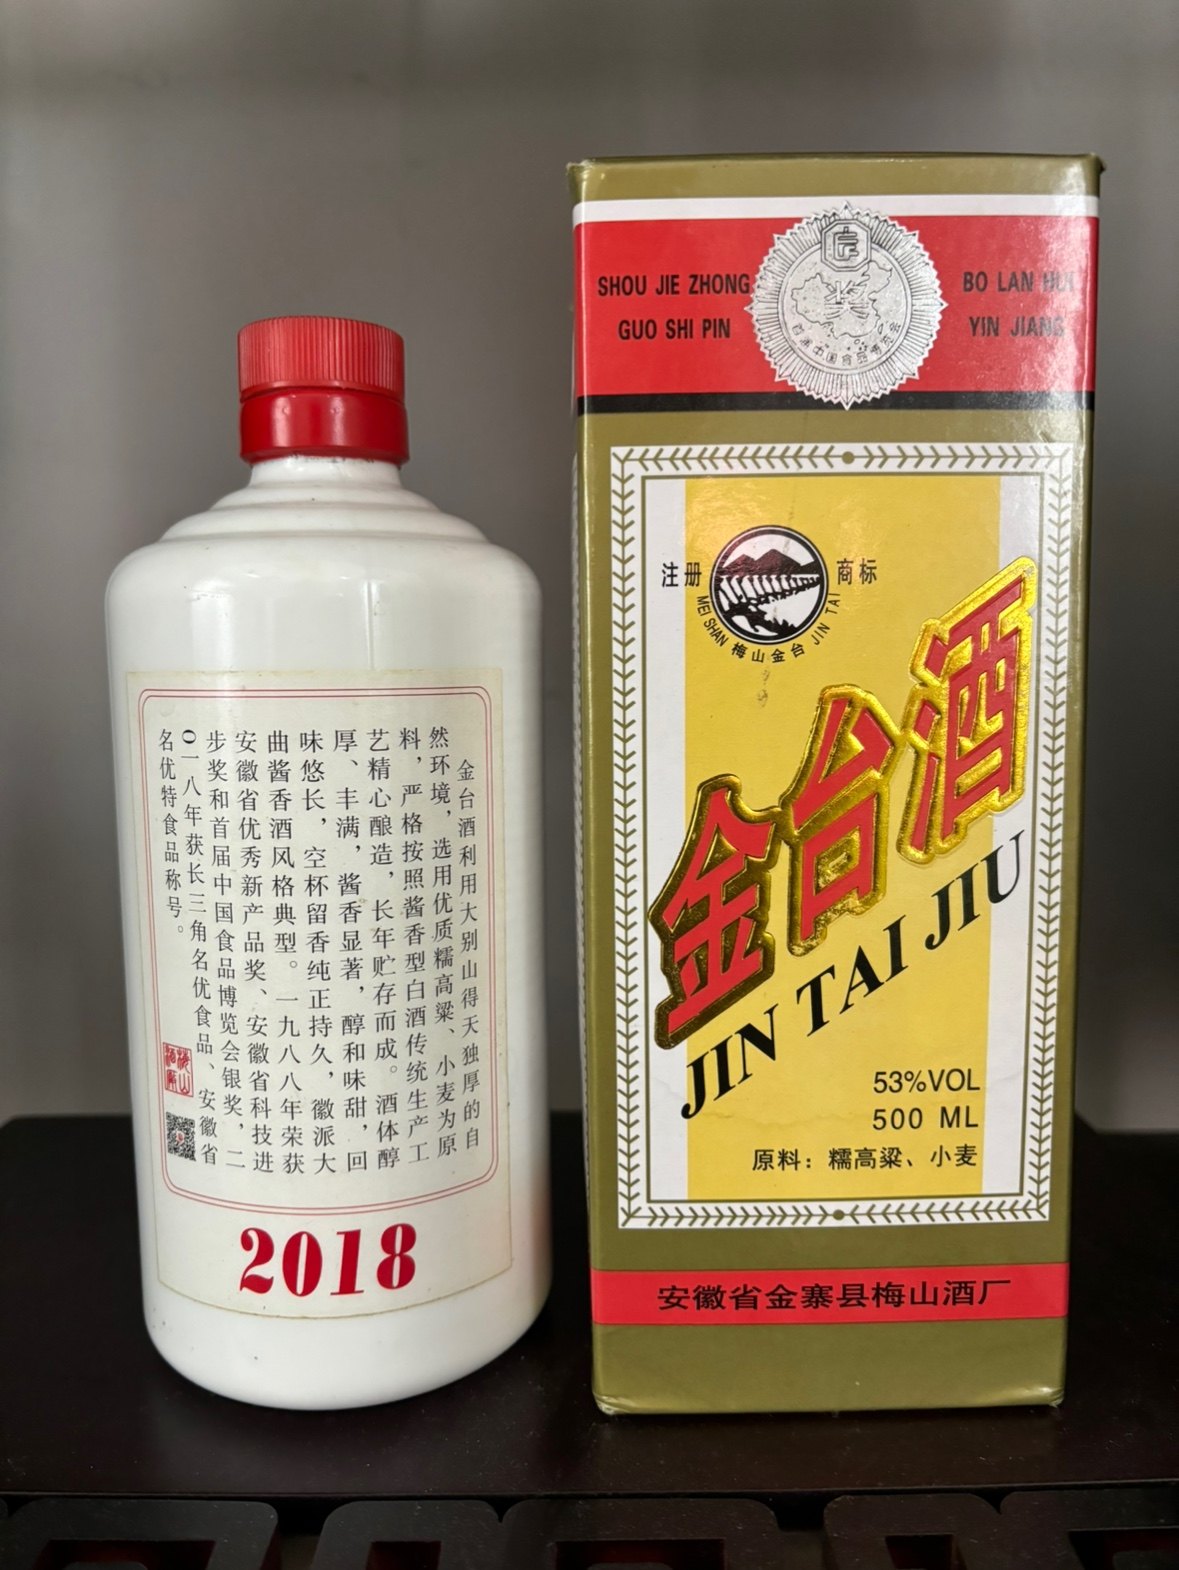 金台酒利用大别山得天独厚的自
然环境，选用优质糯高粱、小麦为原
料，严格按照酱香型白酒传统生产工
艺精心酿造，长年贮存而成。酒体醇
厚、丰满，酱香显著，醇和味甜，回
味悠长，空杯留香纯正持久，徽派大
曲酱香酒风格典型。一九八八年荣获
安徽省优秀新产品奖、安徽省科技进
步奖和首届中国食品博览会银奖，二
〇一八年获长三角名优食品、安徽省
名优特食品称号。
2018
SHOU JIE ZHONG
GUO SHI PIN
奖
首届中国食品博览会
BO LAN HUI
YIN JIANG
注册
商标
MEI SHAN 梅山金台 JIN TAI
金台酒
JIN TAI JIU
53%VOL
500 ML
原料：糯高粱、小麦
安徽省金寨县梅山酒厂